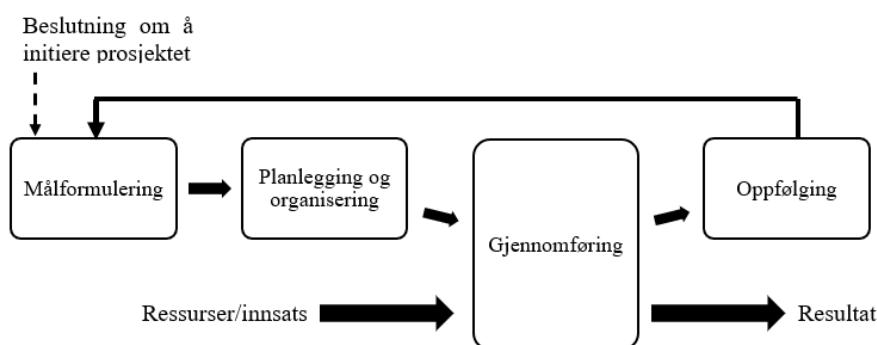 Beslutning om å
initiere prosjektet
Målformulering
Planlegging og
organisering
Gjennomføring
Oppfølging
Ressurser/innsats
Resultat